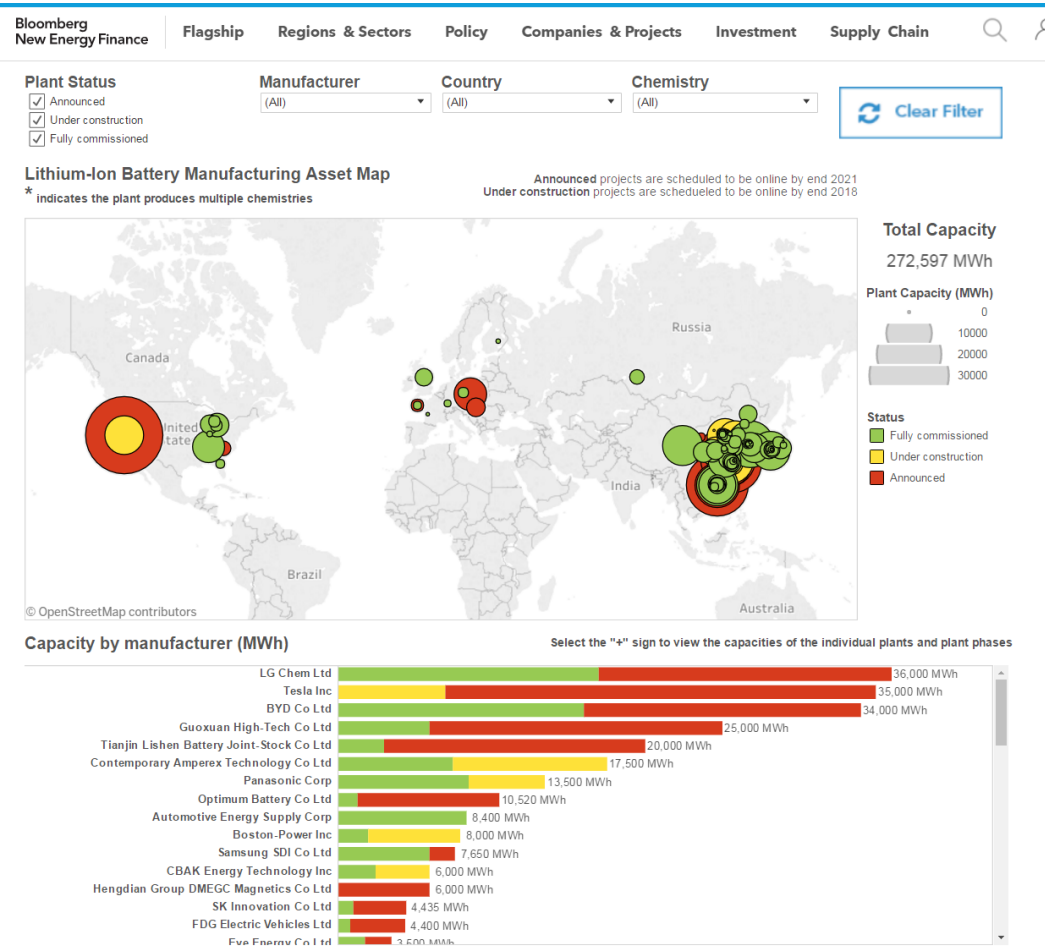 Bloomberg
New Energy Finance
Flagship
Regions & Sectors
Policy
Companies & Projects
Investment
Supply Chain
Plant Status
Announced
Under construction
Fully commissioned
Manufacturer
(All)
Country
(All)
Chemistry
(All)
Clear Filter
Lithium-Ion Battery Manufacturing Asset Map
* indicates the plant produces multiple chemistries
Announced projects are scheduled to be online by end 2021
Under construction projects are schedueled to be online by end 2018
Canada
United
State
Russia
India
Brazil
Australia
© OpenStreetMap contributors
Total Capacity
272,597 MWh
Plant Capacity (MWh)
0
10000
20000
30000
Status
Fully commissioned
Under construction
Announced
Capacity by manufacturer (MWh)
Select the "+" sign to view the capacities of the individual plants and plant phases
LG Chem Ltd 36,000 MWh
Tesla Inc 35,000 MWh
BYD Co Ltd 34,000 MWh
Guoxuan High-Tech Co Ltd 25,000 MWh
Tianjin Lishen Battery Joint-Stock Co Ltd 20,000 MWh
Contemporary Amperex Technology Co Ltd 17,500 MWh
Panasonic Corp 13,500 MWh
Optimum Battery Co Ltd 10,520 MWh
Automotive Energy Supply Corp 8,400 MWh
Boston-Power Inc 8,000 MWh
Samsung SDI Co Ltd 7,650 MWh
CBAK Energy Technology Inc 6,000 MWh
Hengdian Group DMEGC Magnetics Co Ltd 6,000 MWh
SK Innovation Co Ltd 4,435 MWh
FDG Electric Vehicles Ltd 4,400 MWh
Eve Energy Co Ltd 3,500 MWh